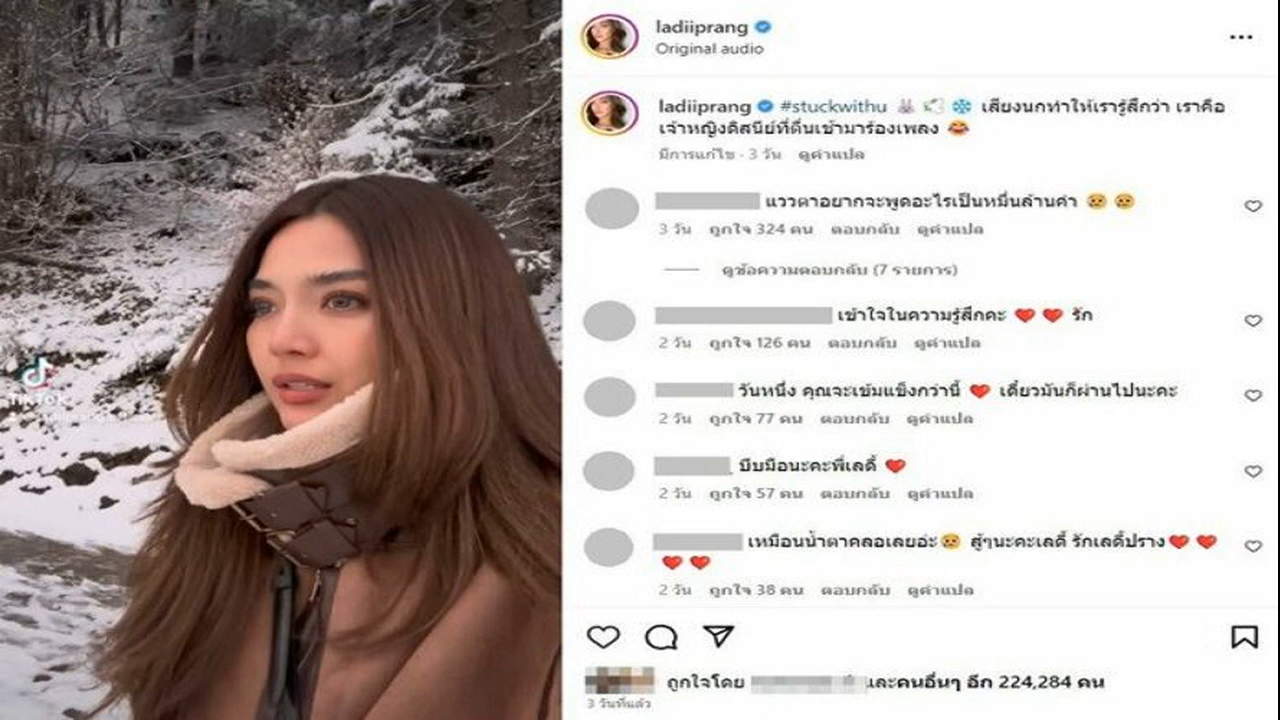 TikTok
ladiiprang
Original audio
ladiiprang #stuckwithu 🐰 🕊️ ❄️ เสียงนกทำให้เรารู้สึกว่า เราคือ
เจ้าหญิงดิสนีย์ที่ตื่นเช้ามาร้องเพลง 😂
มีการแก้ไข · 3 วัน ดูคำแปล
แววตาอยากจะพูดอะไรเป็นหมื่นล้านคำ 🥺 🥺
3 วัน ถูกใจ 324 คน ตอบกลับ ดูคำแปล
ดูข้อความตอบกลับ (7 รายการ)
เข้าใจในความรู้สึกคะ ❤️ ❤️ รัก
2 วัน ถูกใจ 126 คน ตอบกลับ ดูคำแปล
วันหนึ่ง คุณจะเข้มแข็งกว่านี้ ❤️ เดี๋ยวมันก็ผ่านไปนะคะ
2 วัน ถูกใจ 77 คน ตอบกลับ ดูคำแปล
บีบมือนะคะพี่เลดี้ ❤️
2 วัน ถูกใจ 57 คน ตอบกลับ ดูคำแปล
เหมือนน้ำตาคลอเลยอ่ะ🥺 สู้ๆนะคะเลดี้ รักเลดี้ปราง❤️ ❤️
❤️ ❤️
2 วัน ถูกใจ 38 คน ตอบกลับ ดูคำแปล
ถูกใจโดย และคนอื่นๆ อีก 224,284 คน
3 วันที่แล้ว